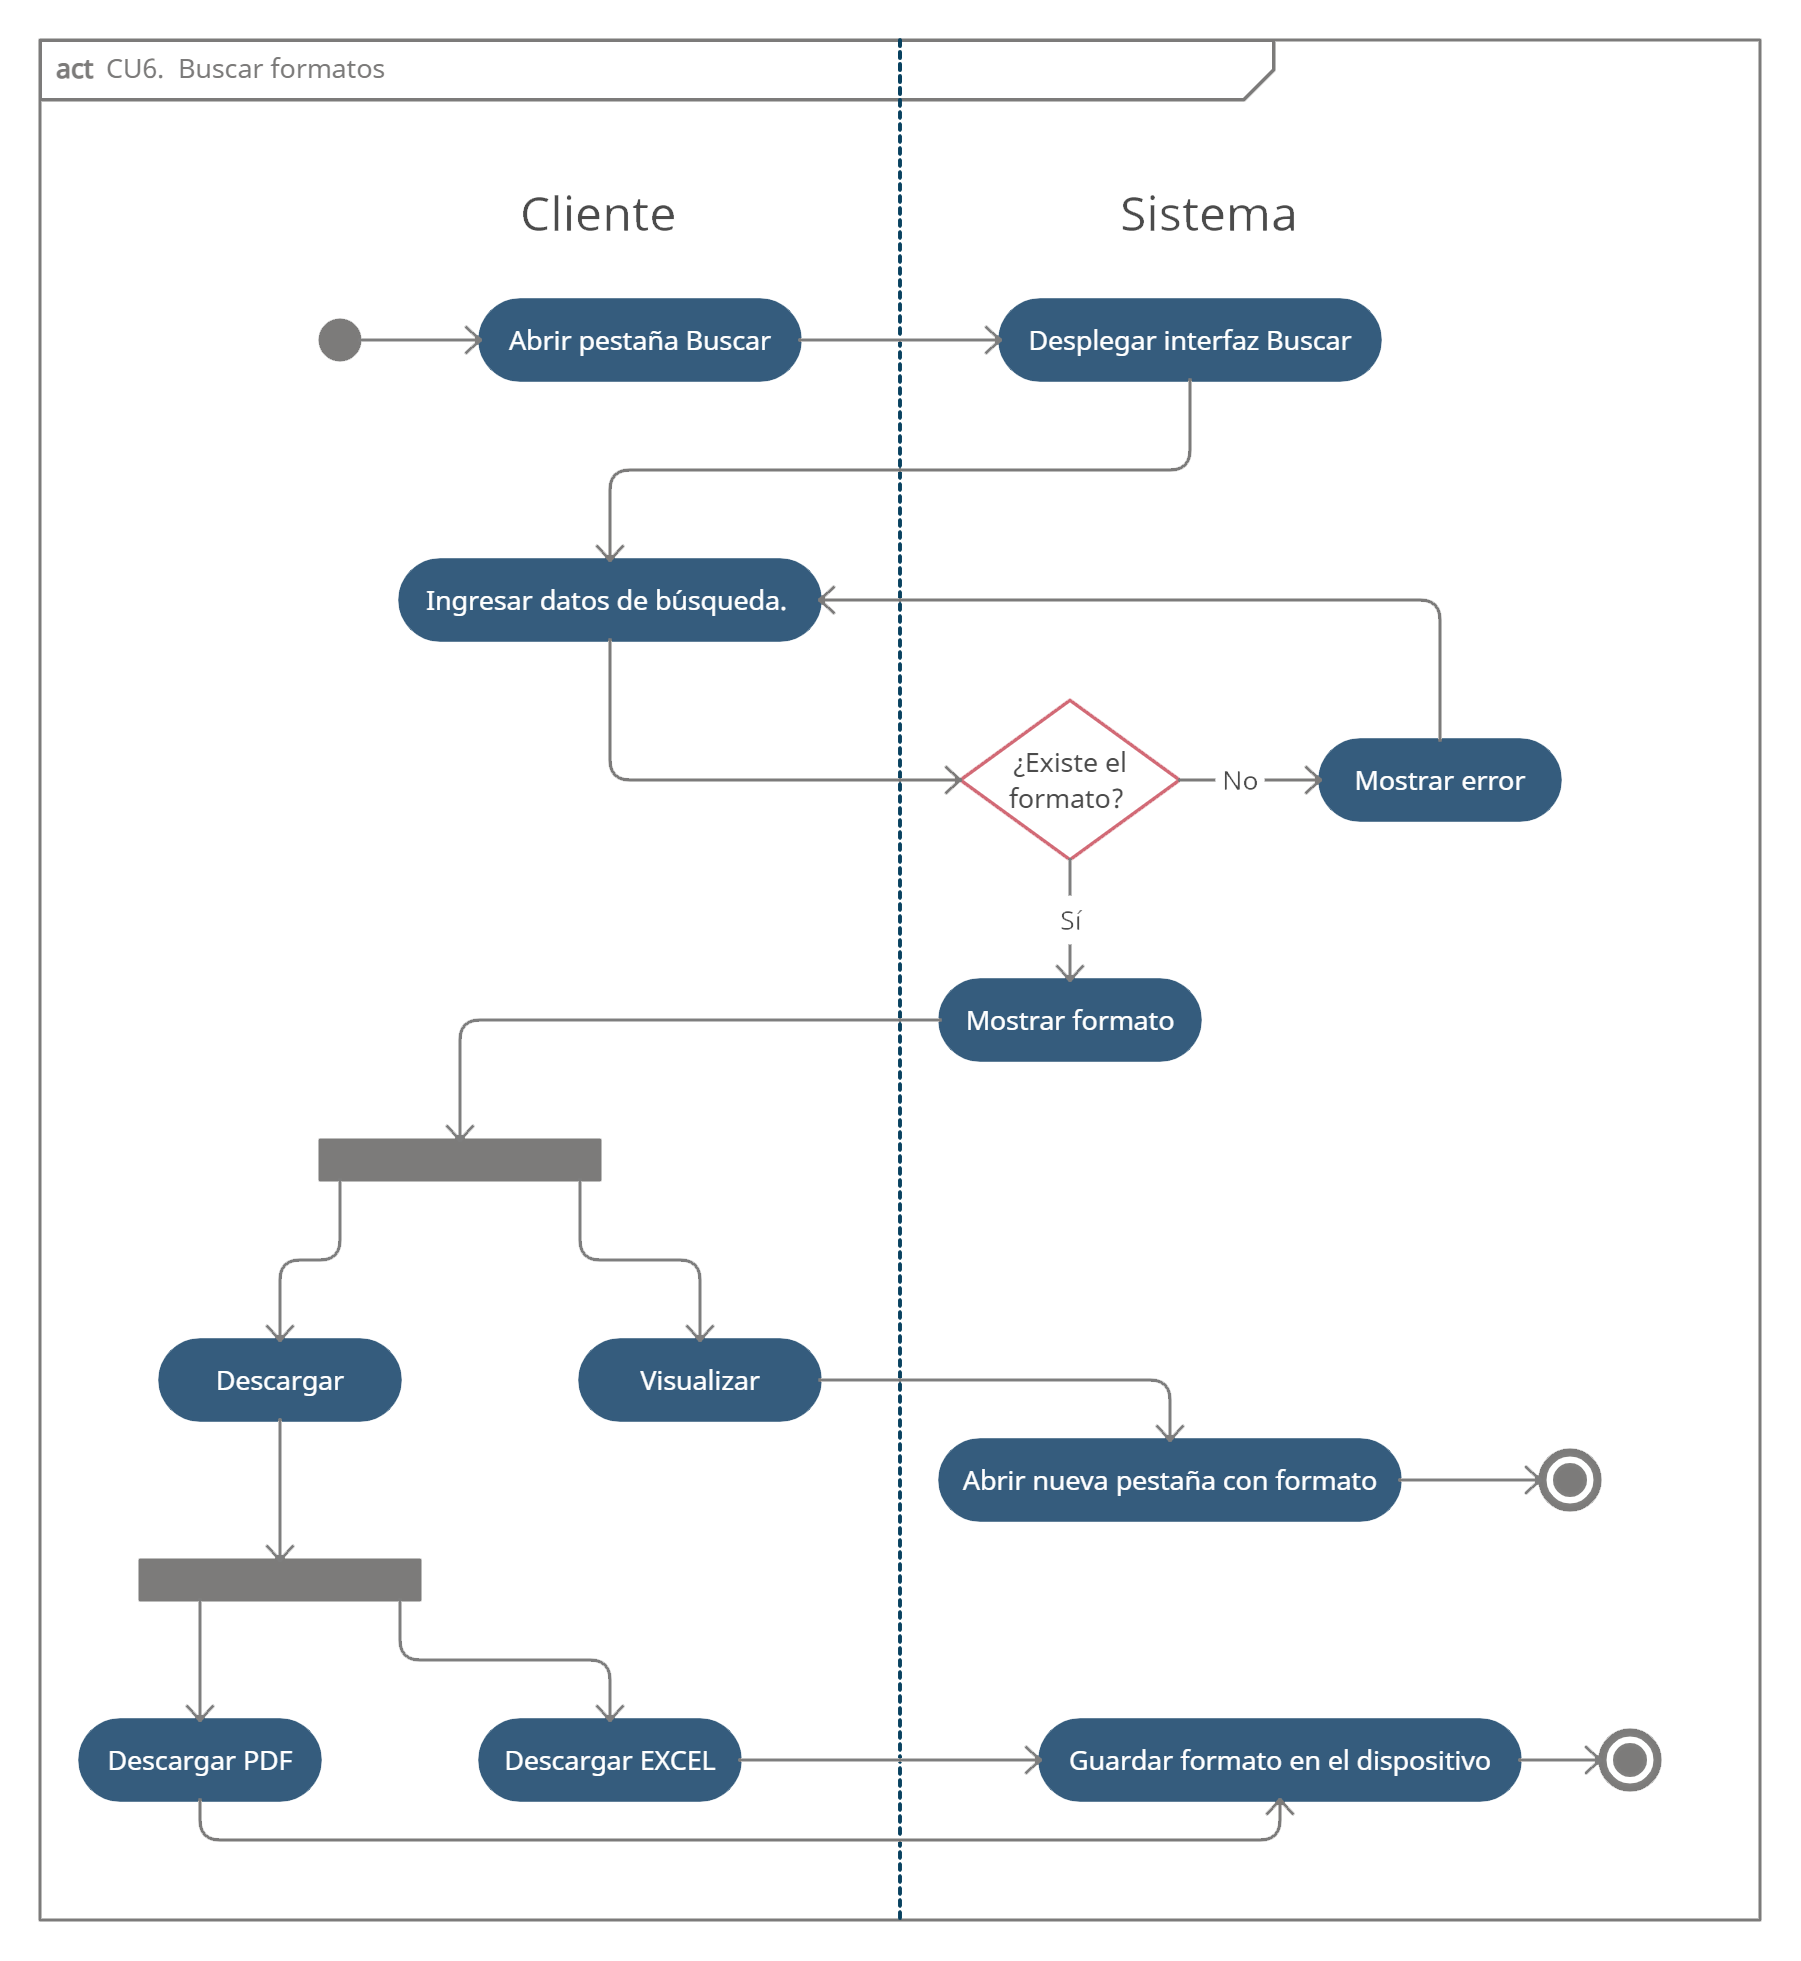 act CU6. Buscar formatos
Cliente
Sistema
Abrir pestaña Buscar
Desplegar interfaz Buscar
Ingresar datos de búsqueda.
¿Existe el
formato?
No
Mostrar error
Sí
Mostrar formato
Descargar
Visualizar
Abrir nueva pestaña con formato
Descargar PDF
Descargar EXCEL
Guardar formato en el dispositivo